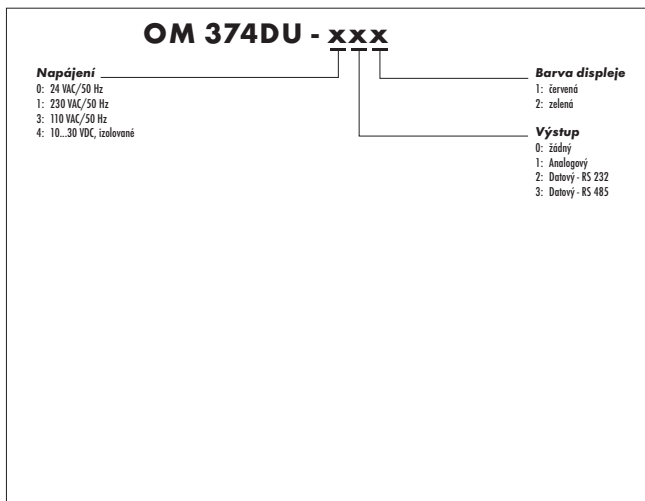 OM 374DU - xxx
Napájení
0: 24 VAC/50 Hz
1: 230 VAC/50 Hz
3: 110 VAC/50 Hz
4: 10...30 VDC, izolované
Barva displeje
1: červená
2: zelená
Výstup
0: žádný
1: Analogový
2: Datový - RS 232
3: Datový - RS 485